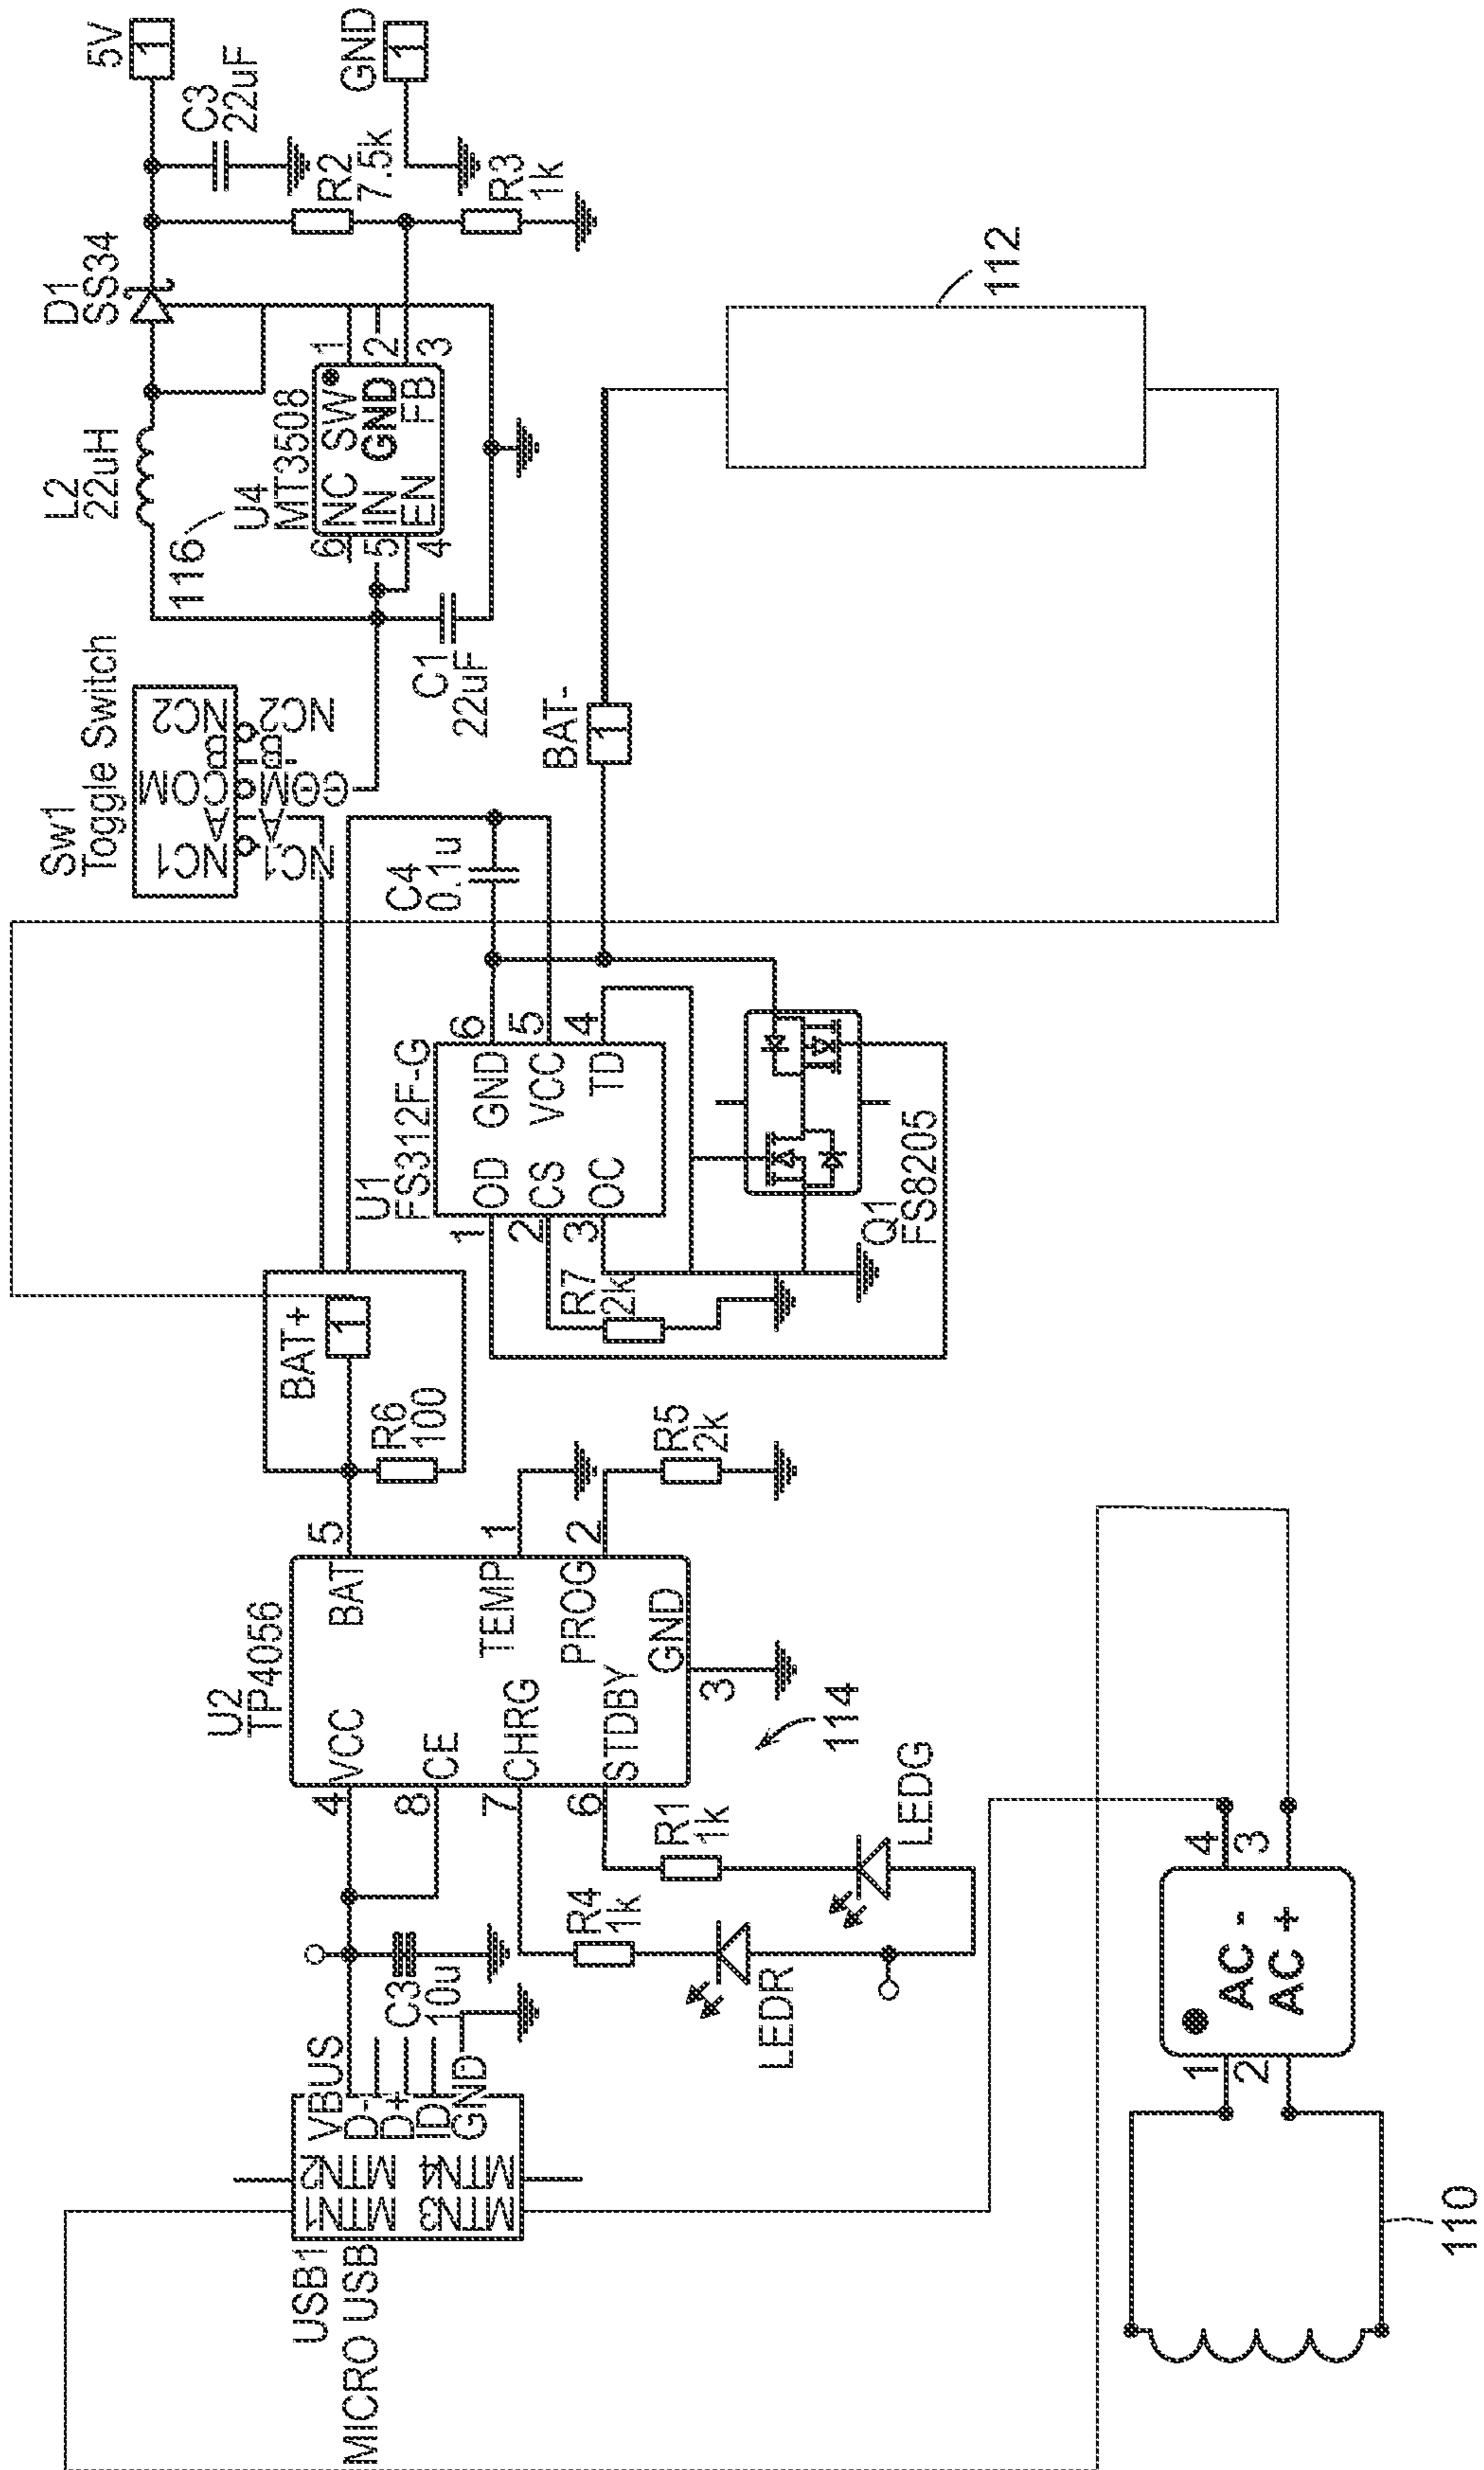 USB1
MICRO USB
MTN1
MTN2
MTN3
MTN4
VBUS
D-
D+
ID
GND
C3
10u
U2
TP4056
4
VCC
8
CE
7
CHRG
6
STDBY
BAT
5
TEMP
1
PROG
2
GND
3
R4
1k
R1
1k
LEDR
LEDG
114
R5
2k
R6
100
BAT+
1
U1
FS312F-G
1
OD
2
CS
3
OC
GND
6
VCC
5
TD
4
R7
2k
Q1
FS8205
C4
0.1u
BAT-
1
Sw1
Toggle Switch
NC1
A
COM
B
NC2
NC1
A
COM
B
NC2
116
L2
22uH
U4
MT3508
6
NC
SW
1
5
IN
GND
2
4
EN
FB
3
C1
22uF
D1
SS34
R2
7.5k
R3
1k
C3
22uF
5V
1
GND
1
112
110
1
2
AC -
AC +
4
3